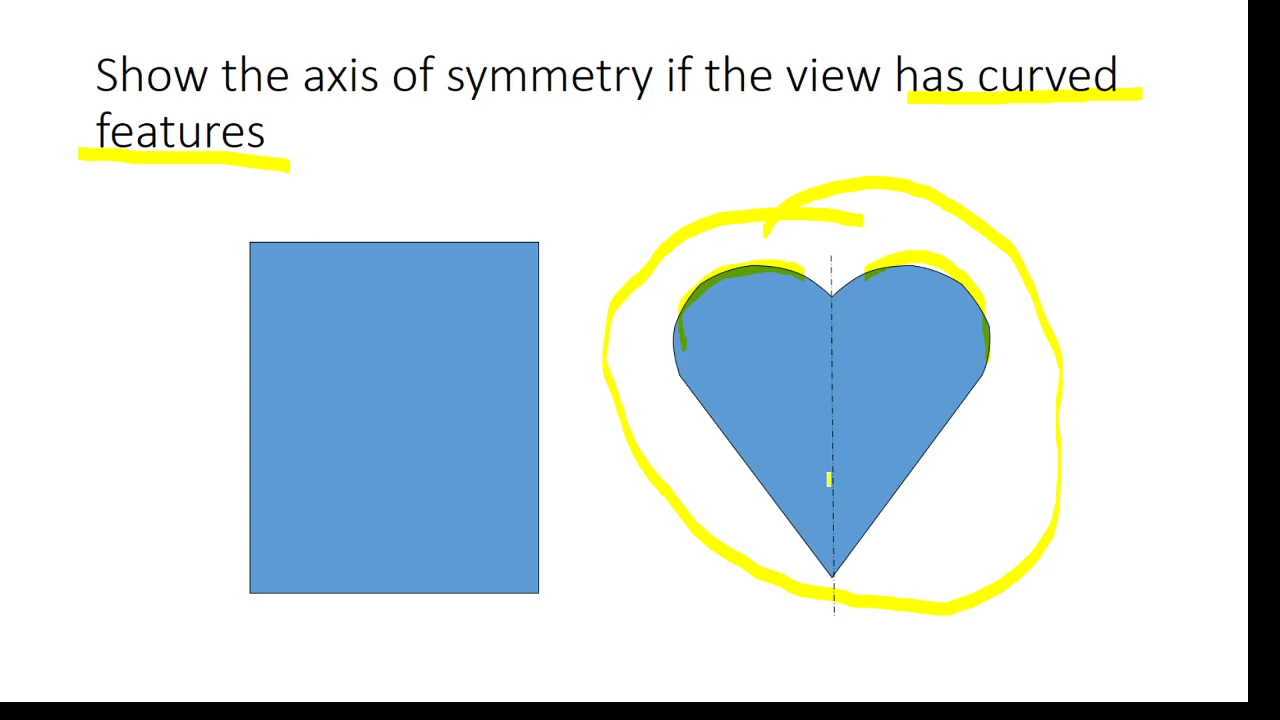 Show the axis of symmetry if the view has curved
features